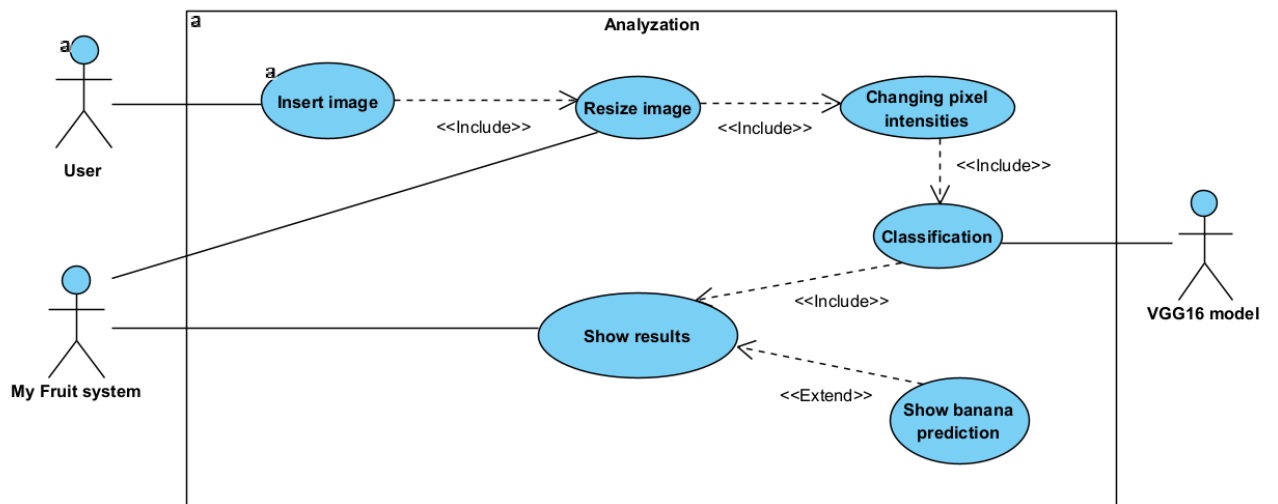 a
Analyzation
a
a
Insert image
Resize image
Changing pixel
intensities
<<Include>>
<<Include>>
User
<<Include>>
Classification
<<Include>>
VGG16 model
Show results
My Fruit system
<<Extend>>
Show banana
prediction